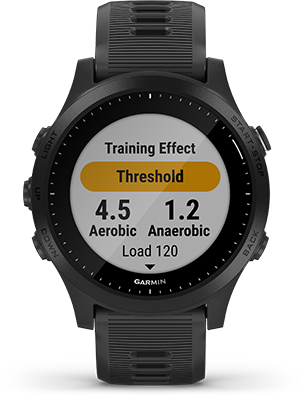 LIGHT
START·STOP
UP
DOWN
BACK
Training Effect
Threshold
4.5 1.2
Aerobic Anaerobic
Load 120
GARMIN